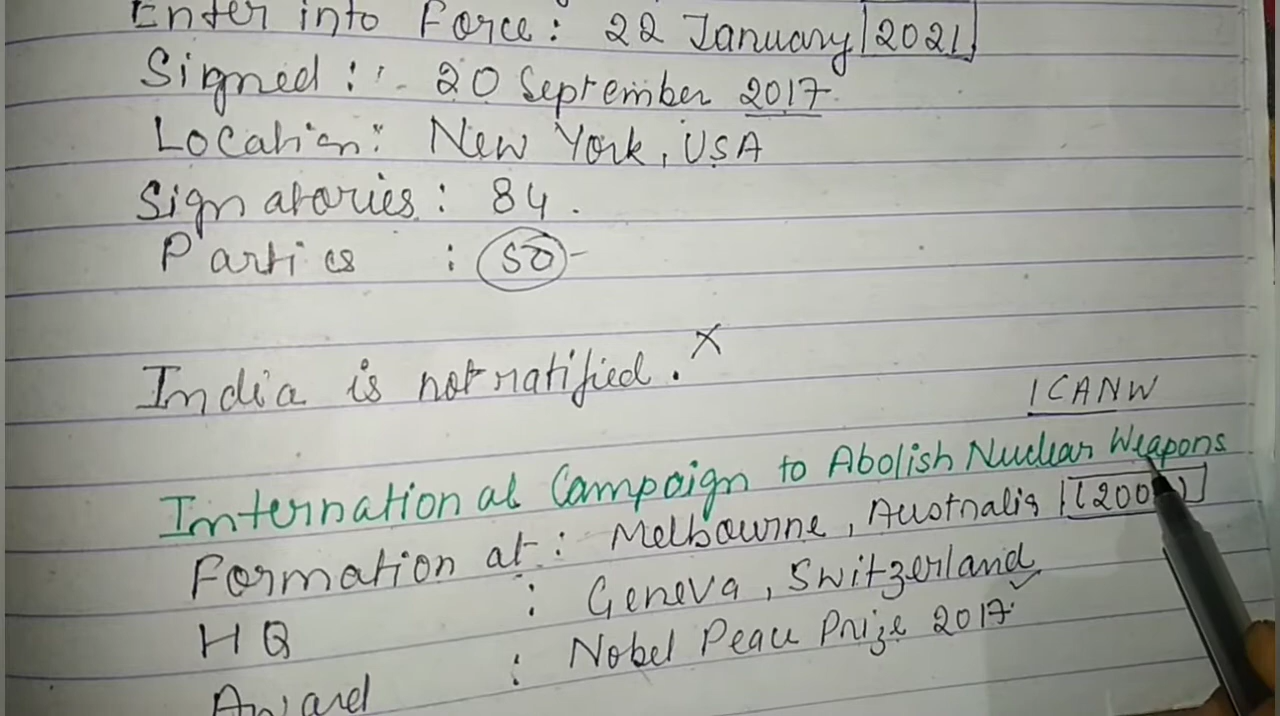 Enter into Force: 22 January 2021
Signed :- 20 September 2017
Location: New York, USA
Signatories: 84.
Parties : 50
India is not ratified. X
ICANW
International Campaign to Abolish Nuclear Weapons
Formation at: Melbourne, Australia
HQ : Geneva, Switzerland
Award : Nobel Peace Prize 2017